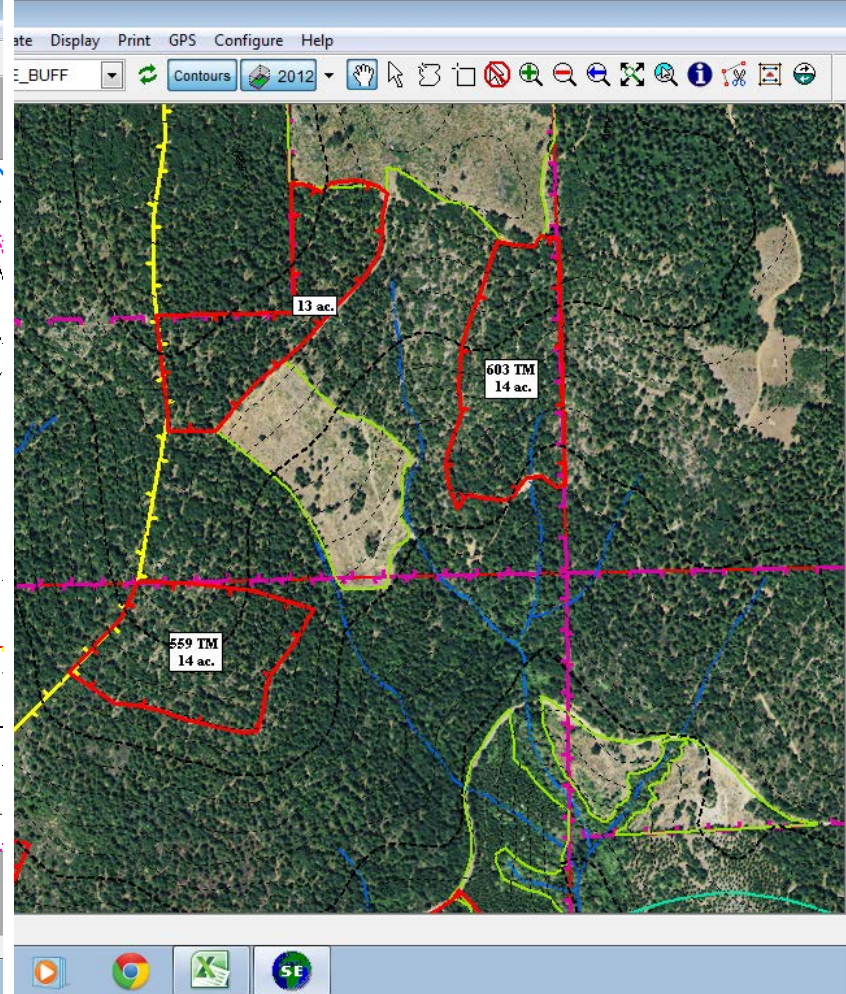 ate Display Print GPS Configure Help
E_BUFF Contours 2012
13 ac.
603 TM
14 ac.
559 TM
14 ac.
SE